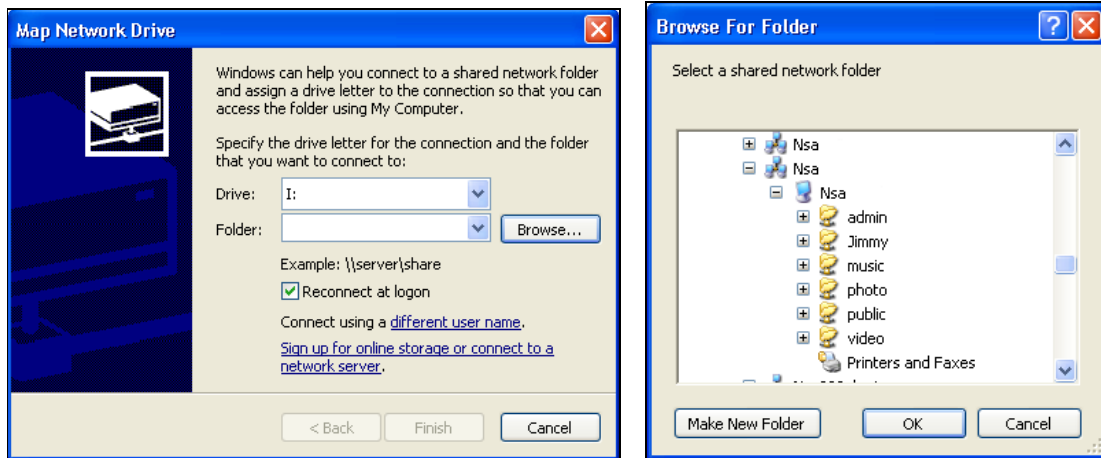 Map Network Drive
Windows can help you connect to a shared network folder
and assign a drive letter to the connection so that you can
access the folder using My Computer.
Specify the drive letter for the connection and the folder
that you want to connect to:
Drive: I:
Folder: Browse...
Example: \\server\share
Reconnect at logon
Connect using a different user name.
Sign up for online storage or connect to a
network server.
< Back Finish Cancel
Browse For Folder
Select a shared network folder
Nsa
Nsa
Nsa
admin
Jimmy
music
photo
public
video
Printers and Faxes
Make New Folder OK Cancel